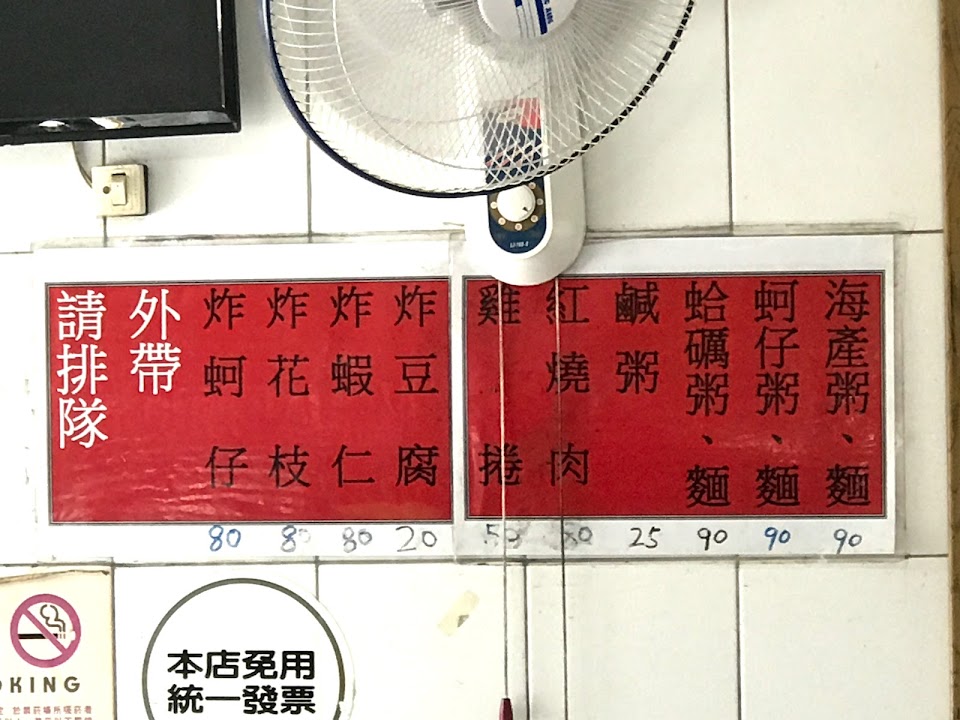 海產粥、麵
90
蚵仔粥、麵
90
蛤礪粥、麵
90
鹹粥
25
紅燒肉
雞捲
炸豆腐
20
炸蝦仁
80
炸花枝
80
炸蚵仔
80
外帶
請排隊
本店免用
統一發票
OKING